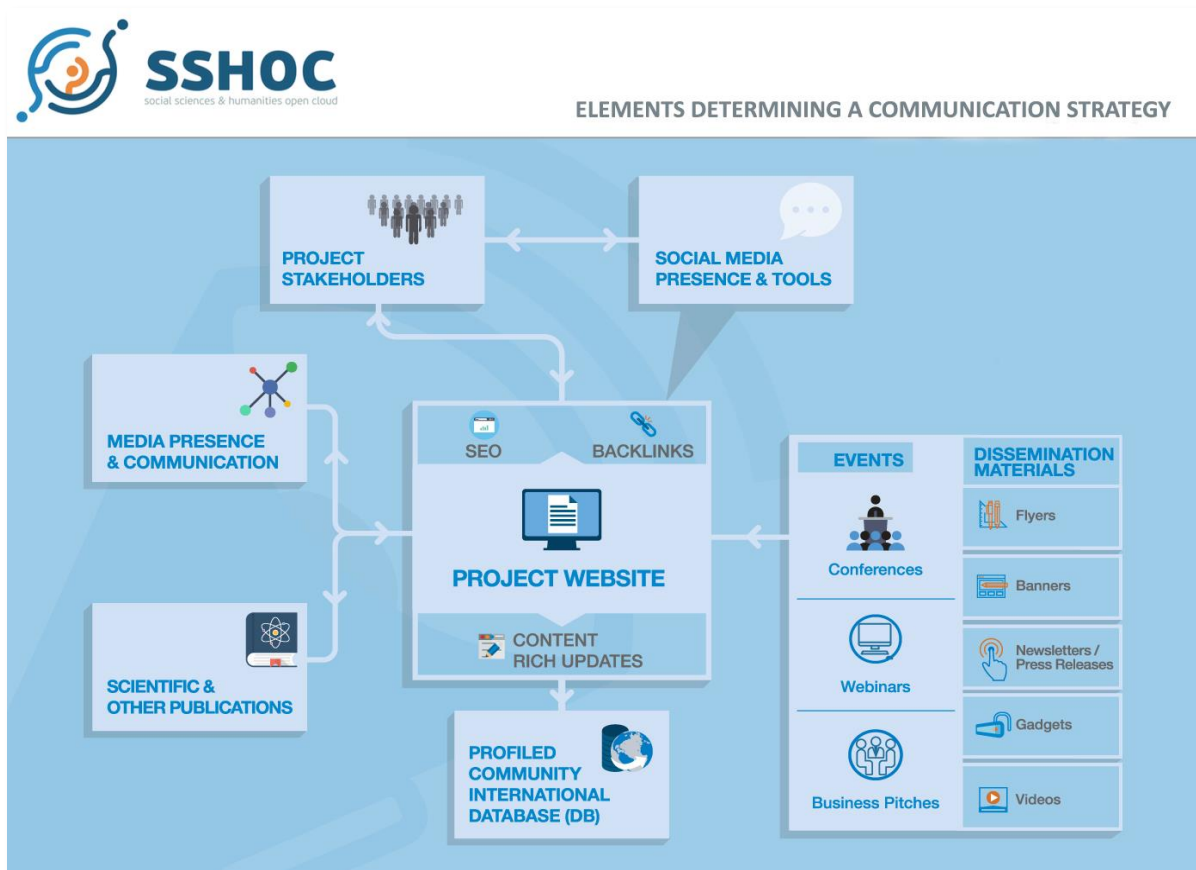 SSHOC
social sciences & humanities open cloud
ELEMENTS DETERMINING A COMMUNICATION STRATEGY
PROJECT
STAKEHOLDERS
SOCIAL MEDIA
PRESENCE & TOOLS
MEDIA PRESENCE
& COMMUNICATION
SEO
BACKLINKS
PROJECT WEBSITE
CONTENT
RICH UPDATES
SCIENTIFIC &
OTHER PUBLICATIONS
PROFILED
COMMUNITY
INTERNATIONAL
DATABASE (DB)
EVENTS
Conferences
Webinars
Business Pitches
DISSEMINATION
MATERIALS
Flyers
Banners
Newsletters /
Press Releases
Gadgets
Videos